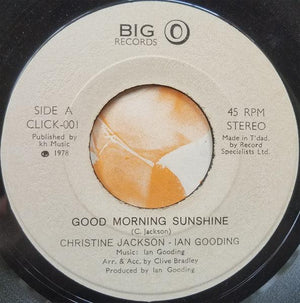 BIG O
RECORDS
SIDE A
CLICK-001
Published by
kh Music
℗ 1978
45 RPM
STEREO
Made in T'dad,
by Record
Specialists Ltd.
GOOD MORNING SUNSHINE
(C. Jackson)
CHRISTINE JACKSON - IAN GOODING
Music: Ian Gooding
Arr. & Acc. by Clive Bradley
Produced by Ian Gooding.